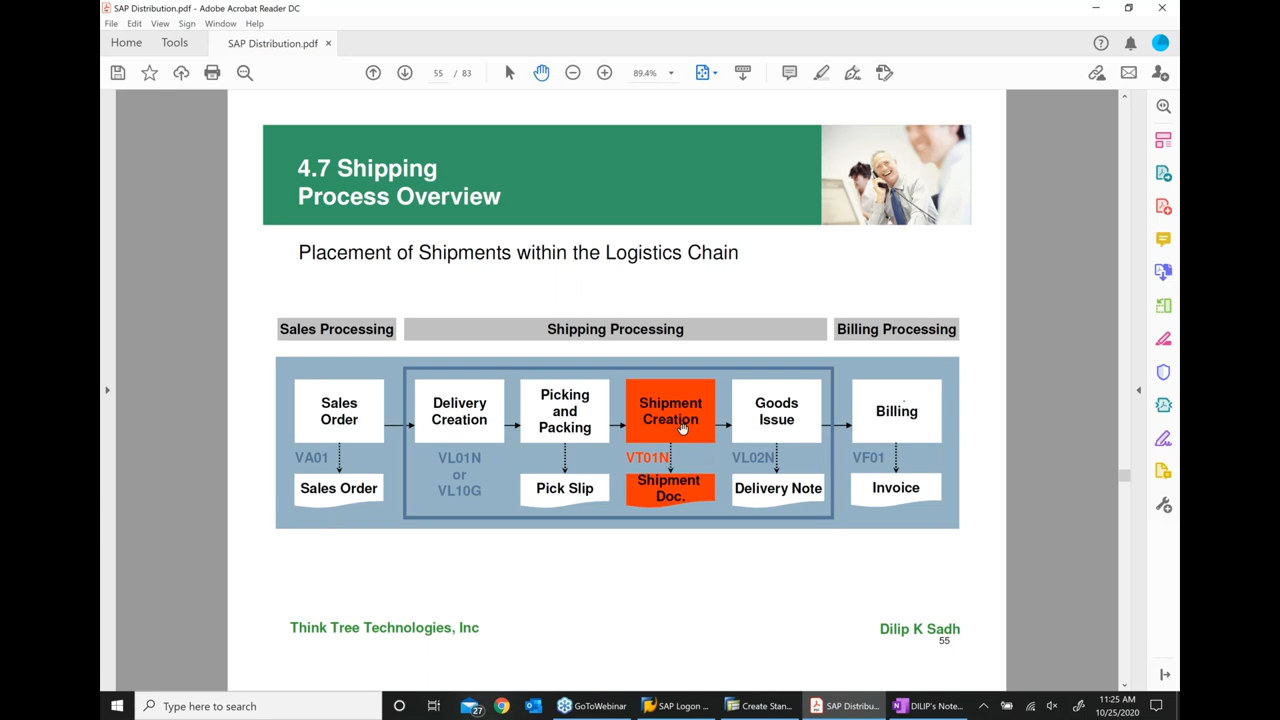 SAP Distribution.pdf - Adobe Acrobat Reader DC
File Edit View Sign Window Help
Home Tools SAP Distribution.pdf ×
55 / 83 89.4%
4.7 Shipping
Process Overview
Placement of Shipments within the Logistics Chain
Sales Processing Shipping Processing Billing Processing
Sales
Order
Delivery
Creation
Picking
and
Packing
Shipment
Creation
Goods
Issue
Billing
VA01
VL01N
or
VL10G
VT01N
VL02N
VF01
Sales Order
Pick Slip
Shipment
Doc.
Delivery Note
Invoice
Think Tree Technologies, Inc
Dilip K Sadh
55
Type here to search
27
GoToWebinar
SAP Logon ...
Create Stan...
SAP Distribu...
DILIP's Note...
11:25 AM
10/25/2020